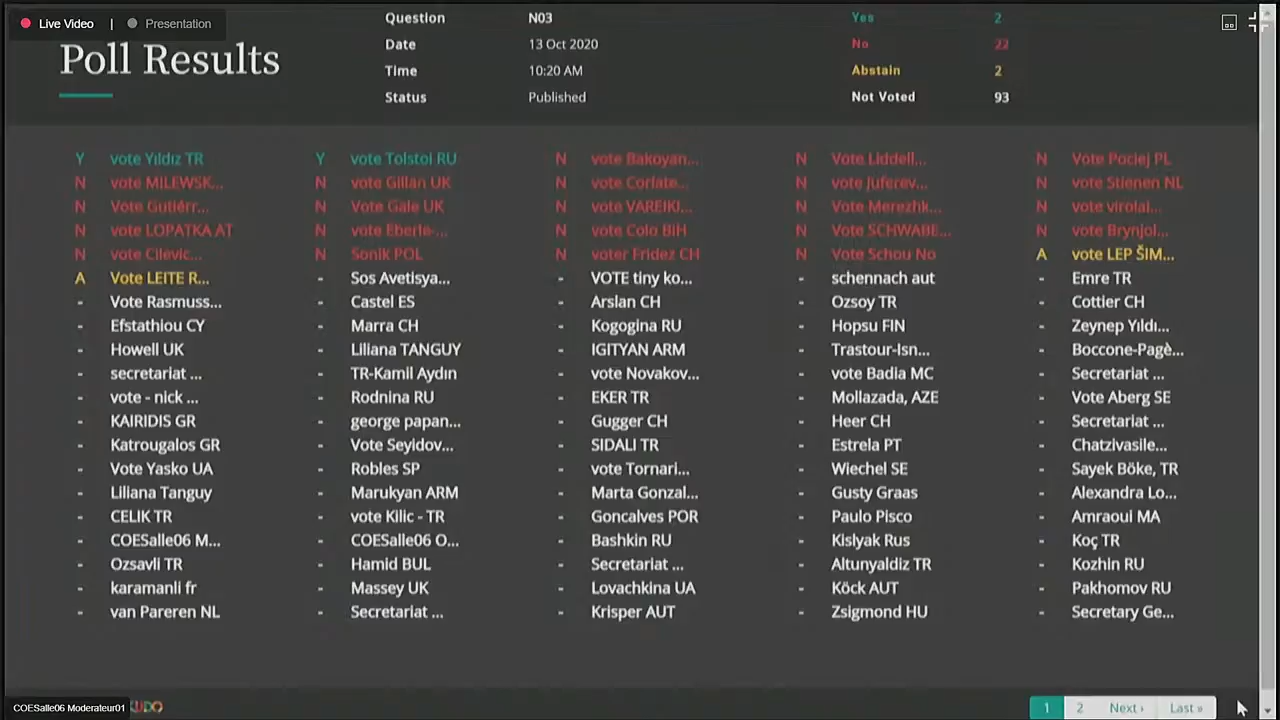 Live Video | Presentation
Poll Results
Question N03 Yes 2
Date 13 Oct 2020 No 22
Time 10:20 AM Abstain 2
Status Published Not Voted 93
Y vote Yıldız TR Y vote Tolstoi RU N vote Bakoyan... N Vote Liddell... N Vote Pociej PL
N vote MILEWSK... N vote Gillan UK N vote Corlate... N vote Juferev... N vote Stienen NL
N Vote Gutiérr... N Vote Gale UK N vote VAREIKI... N Vote Merezhk... N vote virolai...
N vote LOPATKA AT N vote Eberle-... N vote Colo BiH N Vote SCHWABE... N vote Brynjol...
N vote Cilevic... N Sonik POL N voter Fridez CH N Vote Schou No A vote LEP ŠIM...
A Vote LEITE R... - Sos Avetisya... - VOTE tiny ko... - schennach aut - Emre TR
- Vote Rasmuss... - Castel ES - Arslan CH - Ozsoy TR - Cottier CH
- Efstathiou CY - Marra CH - Kogogina RU - Hopsu FIN - Zeynep Yıldı...
- Howell UK - Liliana TANGUY - IGITYAN ARM - Trastour-Isn... - Boccone-Pagè...
- secretariat ... - TR-Kamil Aydın - vote Novakov... - vote Badia MC - Secretariat ...
- vote - nick ... - Rodnina RU - EKER TR - Mollazada, AZE - Vote Aberg SE
- KAIRIDIS GR - george papan... - Gugger CH - Heer CH - Secretariat ...
- Katrougalos GR - Vote Seyidov... - SIDALI TR - Estrela PT - Chatzivasile...
- Vote Yasko UA - Robles SP - vote Tornari... - Wiechel SE - Sayek Böke, TR
- Liliana Tanguy - Marukyan ARM - Marta Gonzal... - Gusty Graas - Alexandra Lo...
- CELIK TR - vote Kilic - TR - Goncalves POR - Paulo Pisco - Amraoui MA
- COESalle06 M... - COESalle06 O... - Bashkin RU - Kislyak Rus - Koç TR
- Ozsavli TR - Hamid BUL - Secretariat ... - Altunyaldiz TR - Kozhin RU
- karamanli fr - Massey UK - Lovachkina UA - Köck AUT - Pakhomov RU
- van Pareren NL - Secretariat ... - Krisper AUT - Zsigmond HU - Secretary Ge...
COESalle06 Moderateur01 1 2 Next › Last »